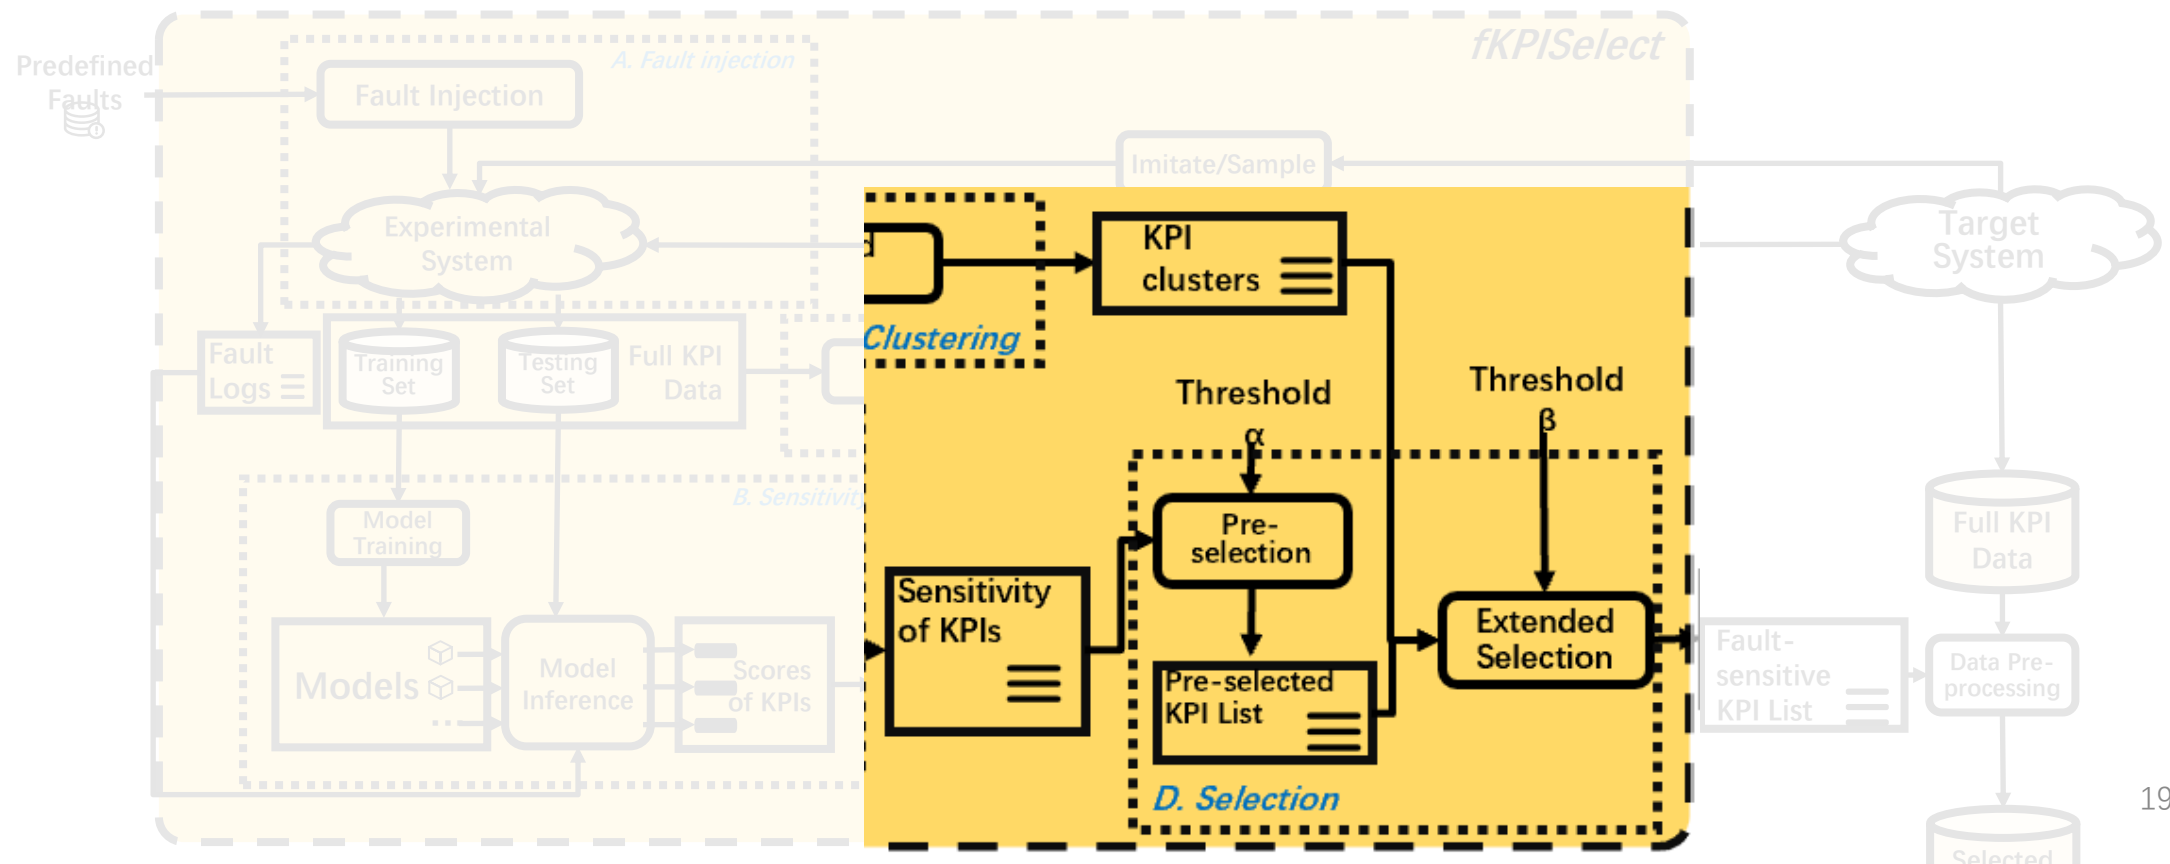 fKPISelect
Predefined
Faults
A. Fault injection
Fault Injection
Imitate/Sample
Experimental
System
Target
System
KPI
clusters
Clustering
Fault
Logs
Training
Set
Testing
Set
Full KPI
Data
Threshold
α
Threshold
β
B. Sensitivity
Model
Training
Pre-
selection
Full KPI
Data
Sensitivity
of KPIs
Extended
Selection
Models
Model
Inference
Scores
of KPIs
Pre-selected
KPI List
Fault-
sensitive
KPI List
Data Pre-
processing
D. Selection
19
Selected